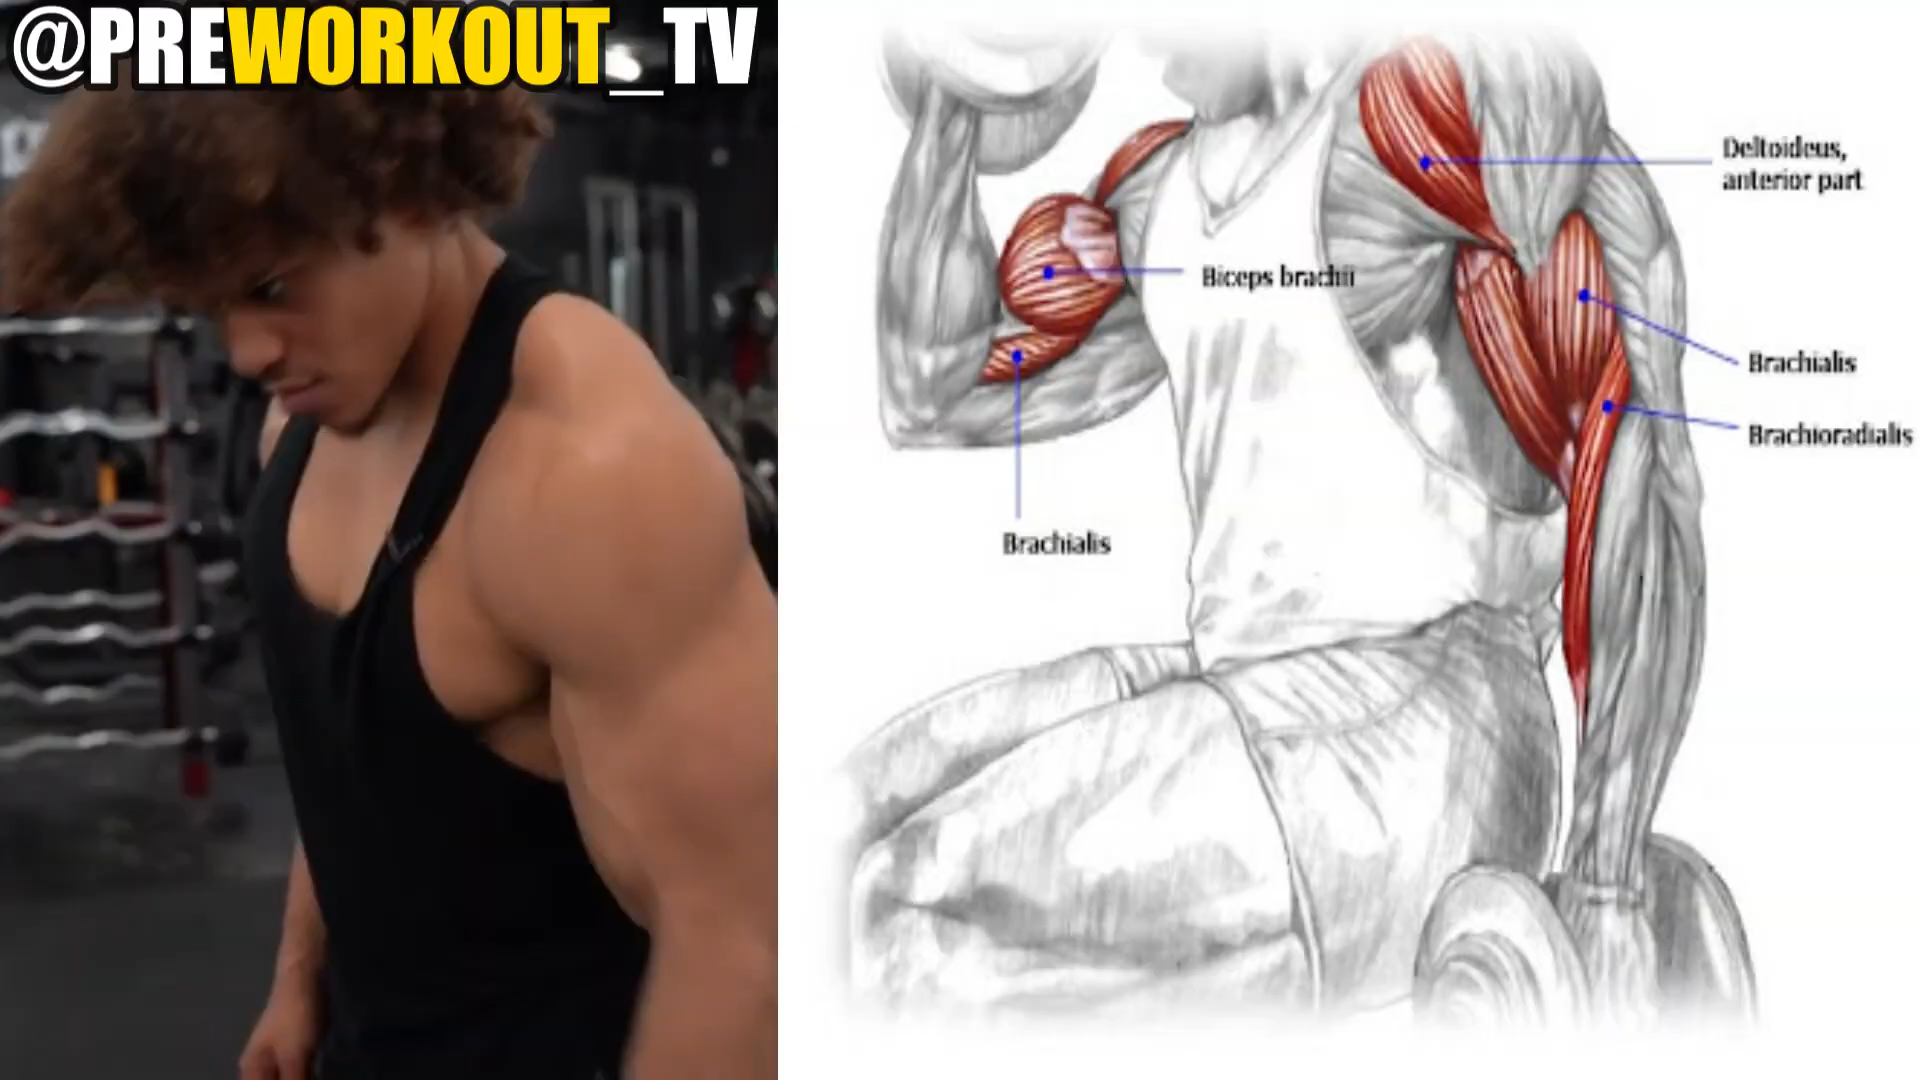 @PREWORKOUT_TV
Deltoideus,
anterior part
Biceps brachii
Brachialis
Brachioradialis
Brachialis